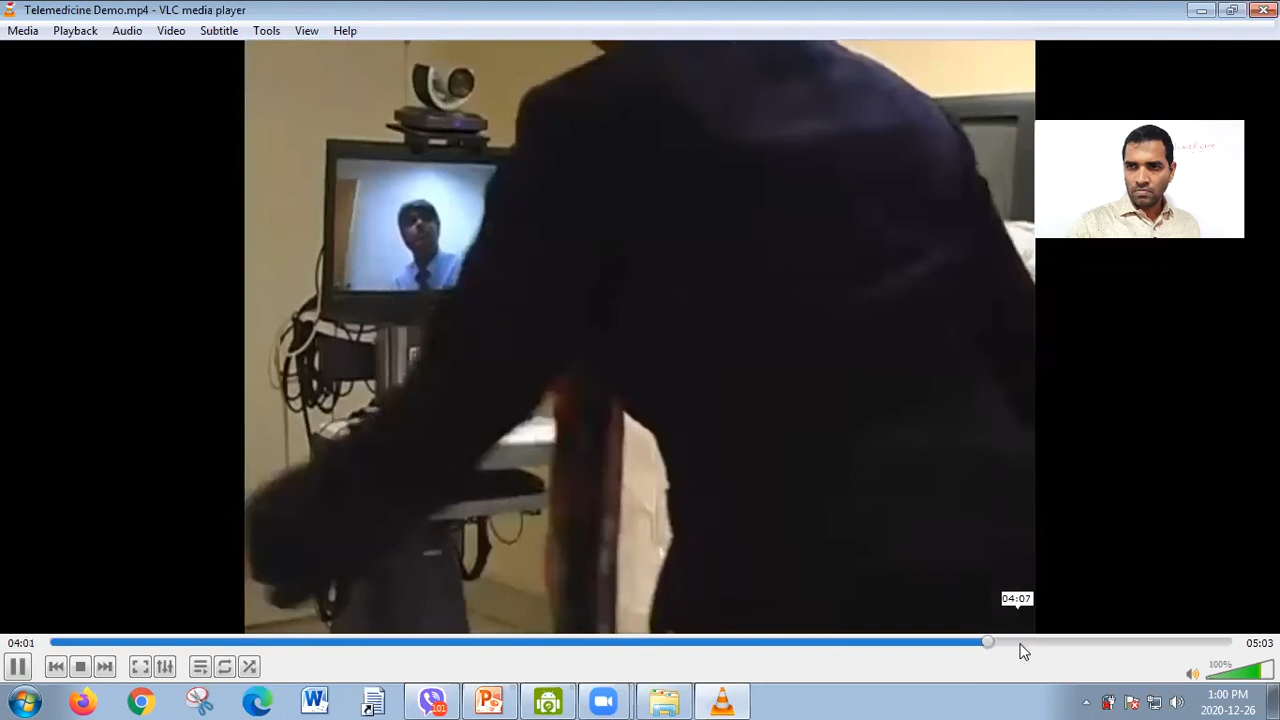 Telemedicine Demo.mp4 - VLC media player
Media Playback Audio Video Subtitle Tools View Help
04:07
04:01
05:03
100%
101
1:00 PM
2020-12-26